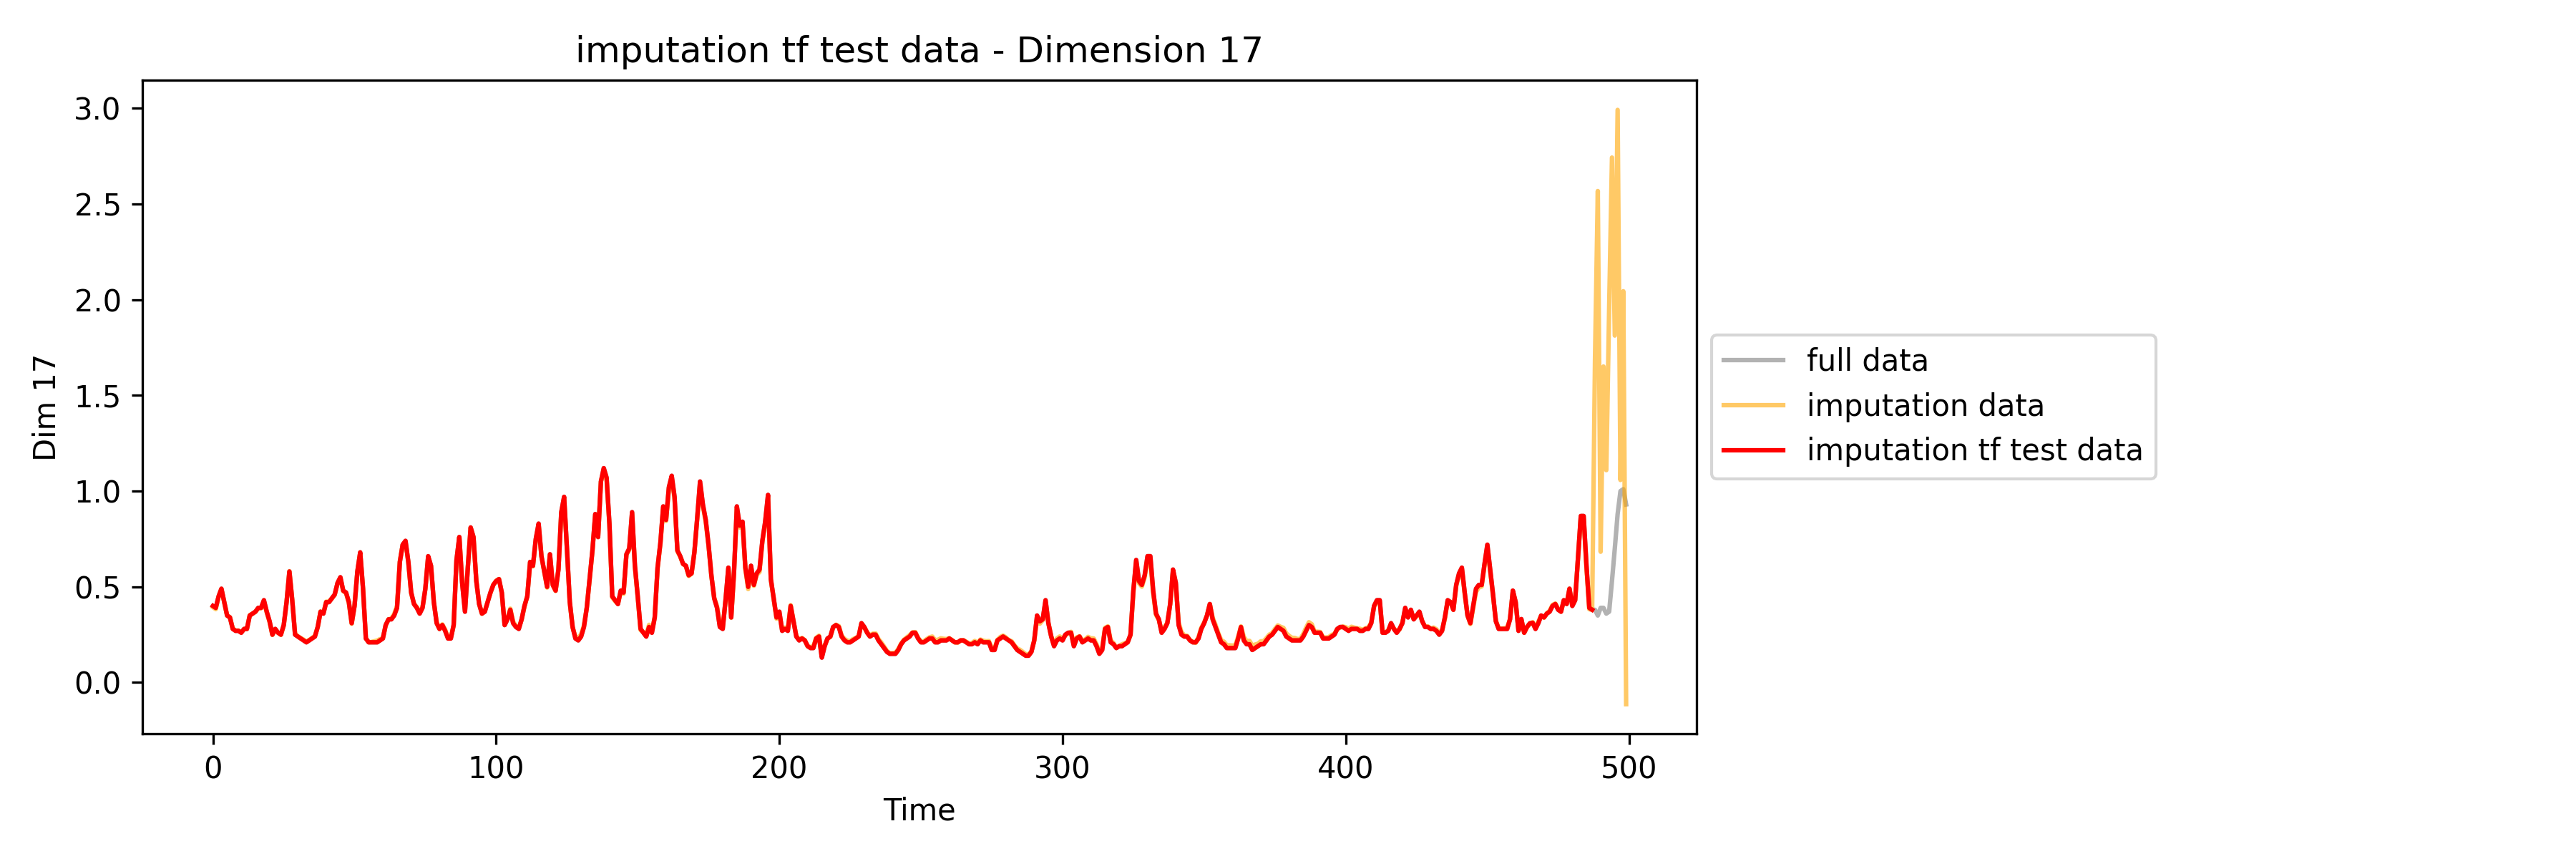 imputation tf test data - Dimension 17
3.0
2.5
2.0
1.5
1.0
0.5
0.0
Dim 17
0 100 200 300 400 500
Time
full data
imputation data
imputation tf test data